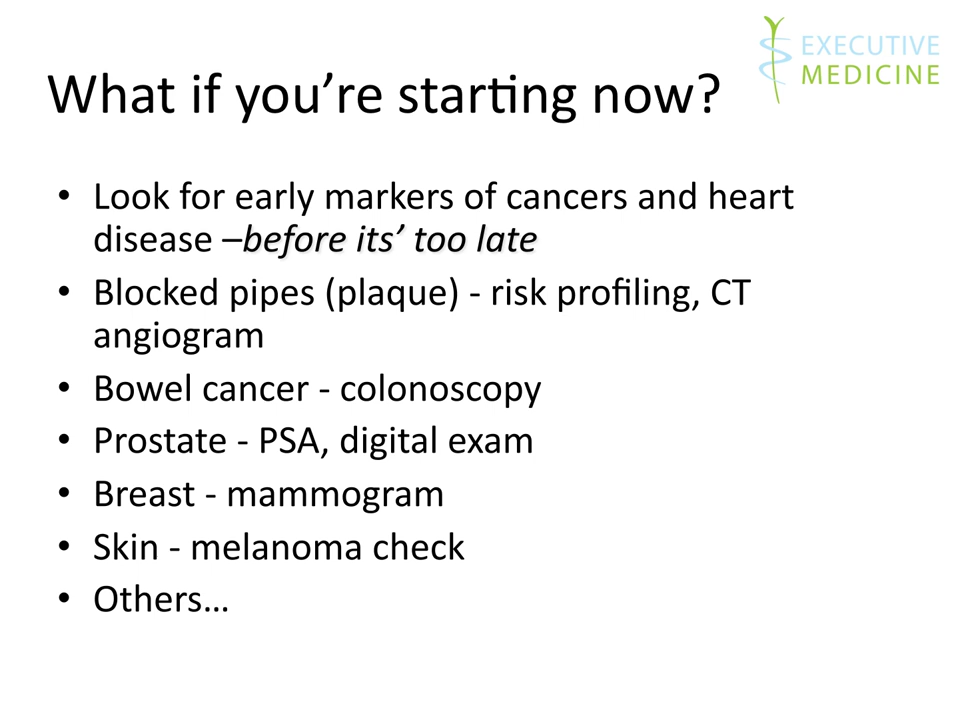 EXECUTIVE
MEDICINE
What if you’re starting now?
• Look for early markers of cancers and heart
disease –before its’ too late
• Blocked pipes (plaque) - risk profiling, CT
angiogram
• Bowel cancer - colonoscopy
• Prostate - PSA, digital exam
• Breast - mammogram
• Skin - melanoma check
• Others…